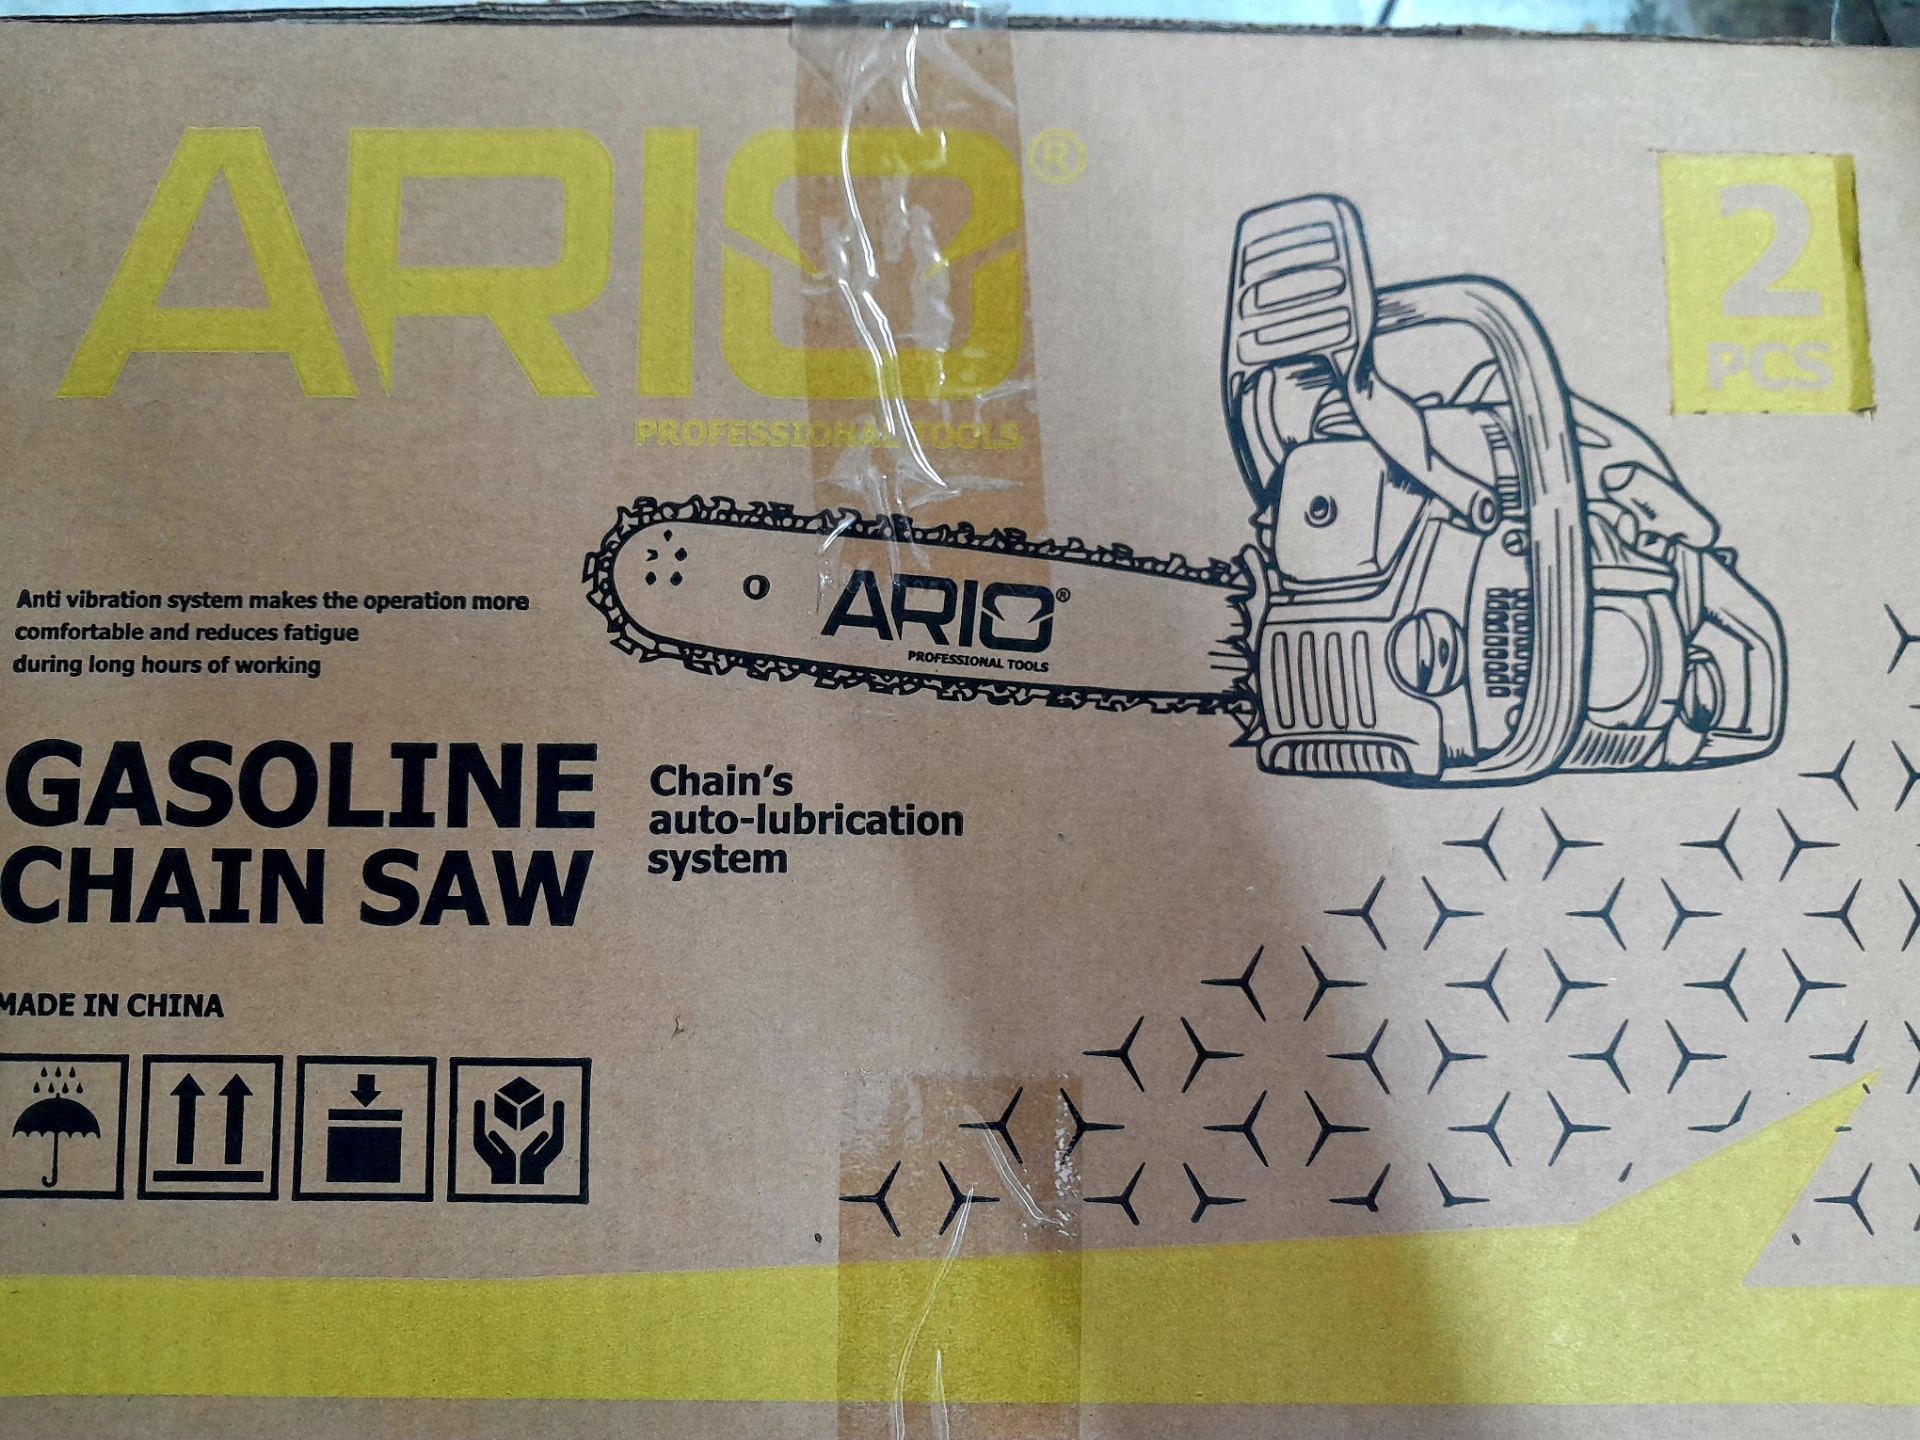 ARIO®
PROFESSIONAL TOOLS
2
PCS
ARIO®
PROFESSIONAL TOOLS
Anti vibration system makes the operation more
comfortable and reduces fatigue
during long hours of working
GASOLINE
CHAIN SAW
Chain's
auto-lubrication
system
MADE IN CHINA